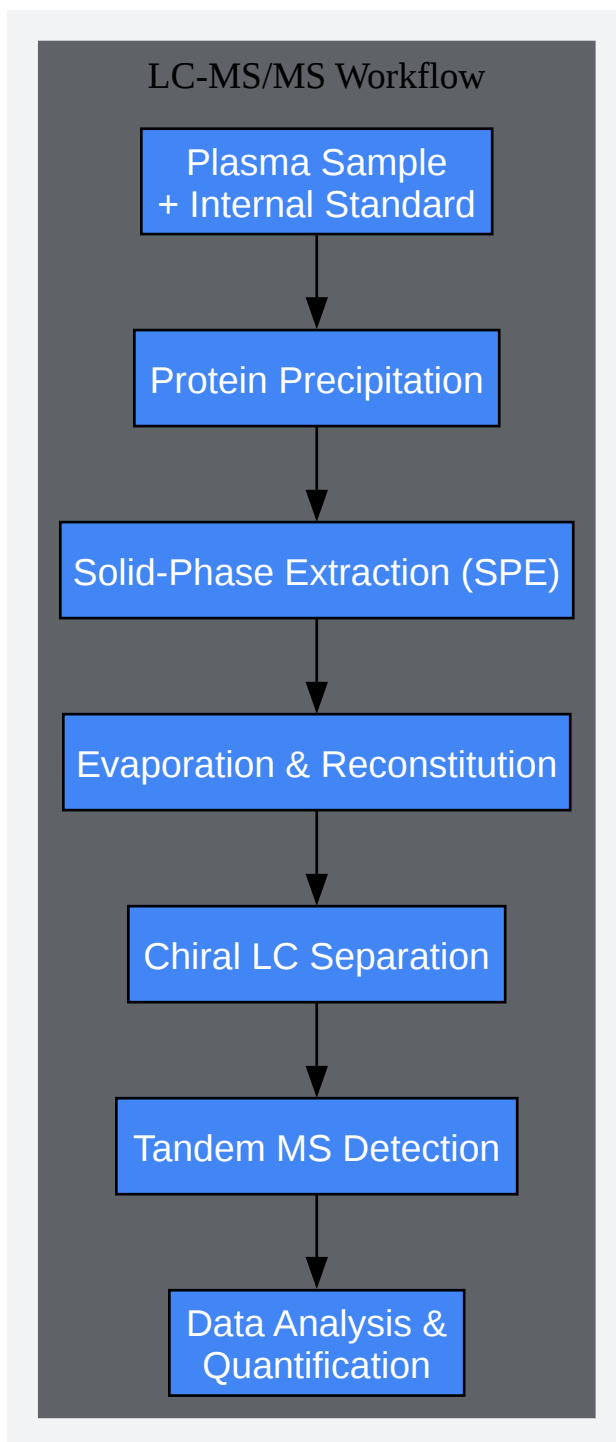 LC-MS/MS Workflow
Plasma Sample
+ Internal Standard
Protein Precipitation
Solid-Phase Extraction (SPE)
Evaporation & Reconstitution
Chiral LC Separation
Tandem MS Detection
Data Analysis &
Quantification